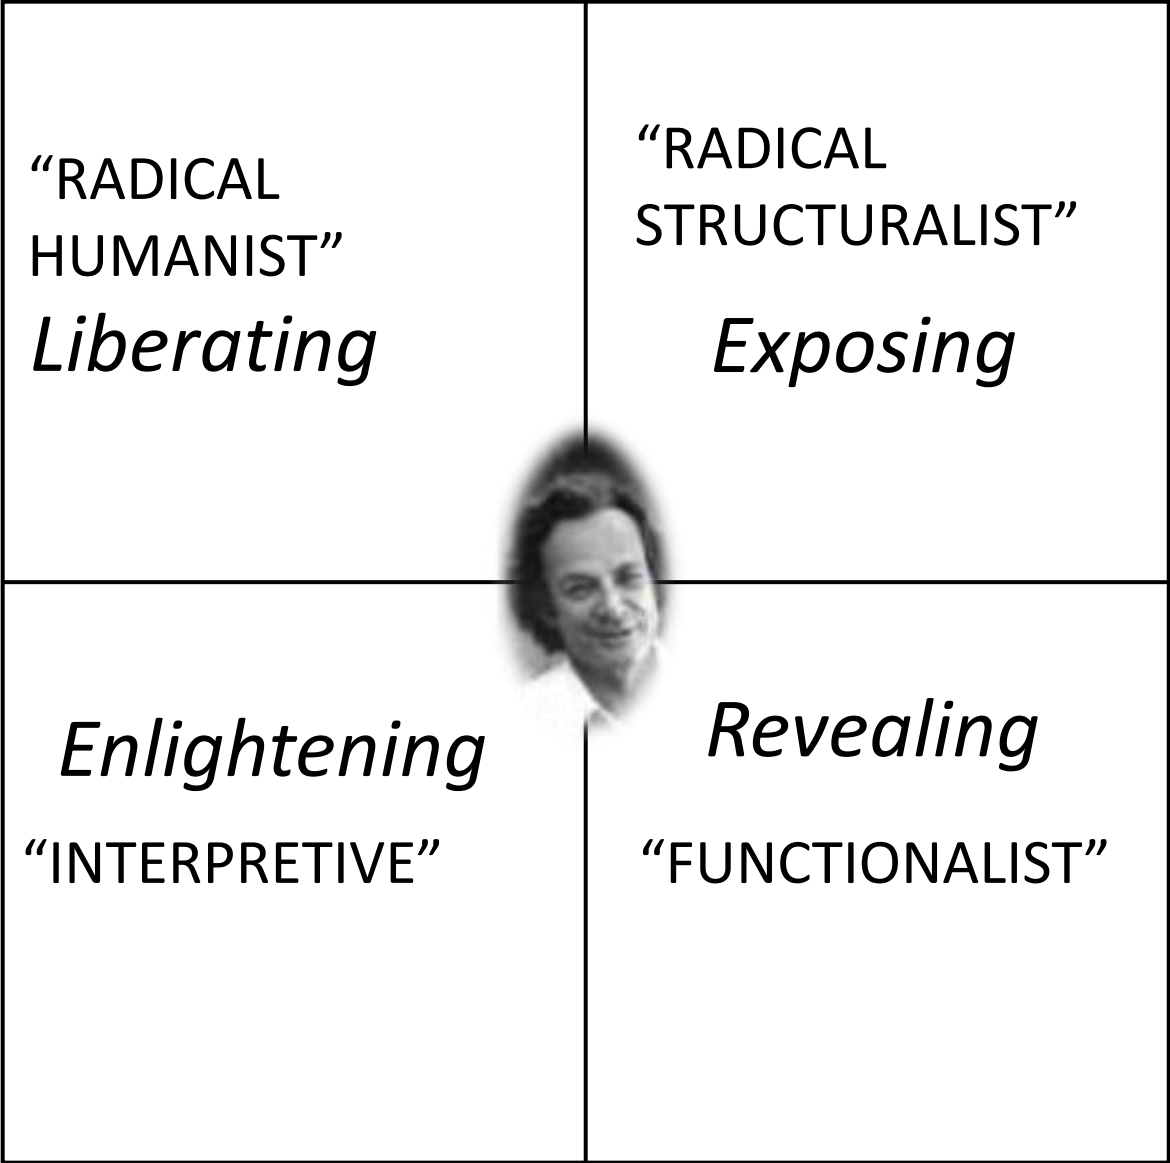 “RADICAL
HUMANIST”
Liberating
“RADICAL
STRUCTURALIST”
Exposing
Enlightening
“INTERPRETIVE”
Revealing
“FUNCTIONALIST”